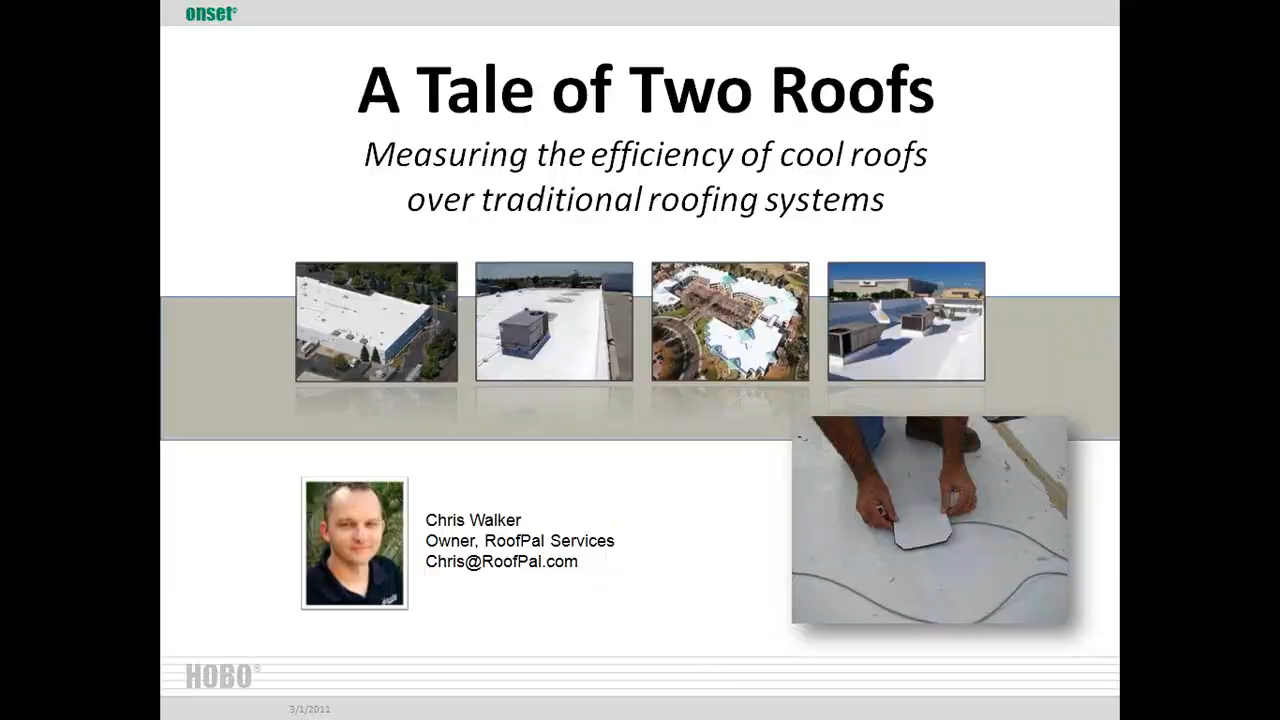 onset®
A Tale of Two Roofs
Measuring the efficiency of cool roofs
over traditional roofing systems
Chris Walker
Owner, RoofPal Services
Chris@RoofPal.com
HOBO®
3/1/2011